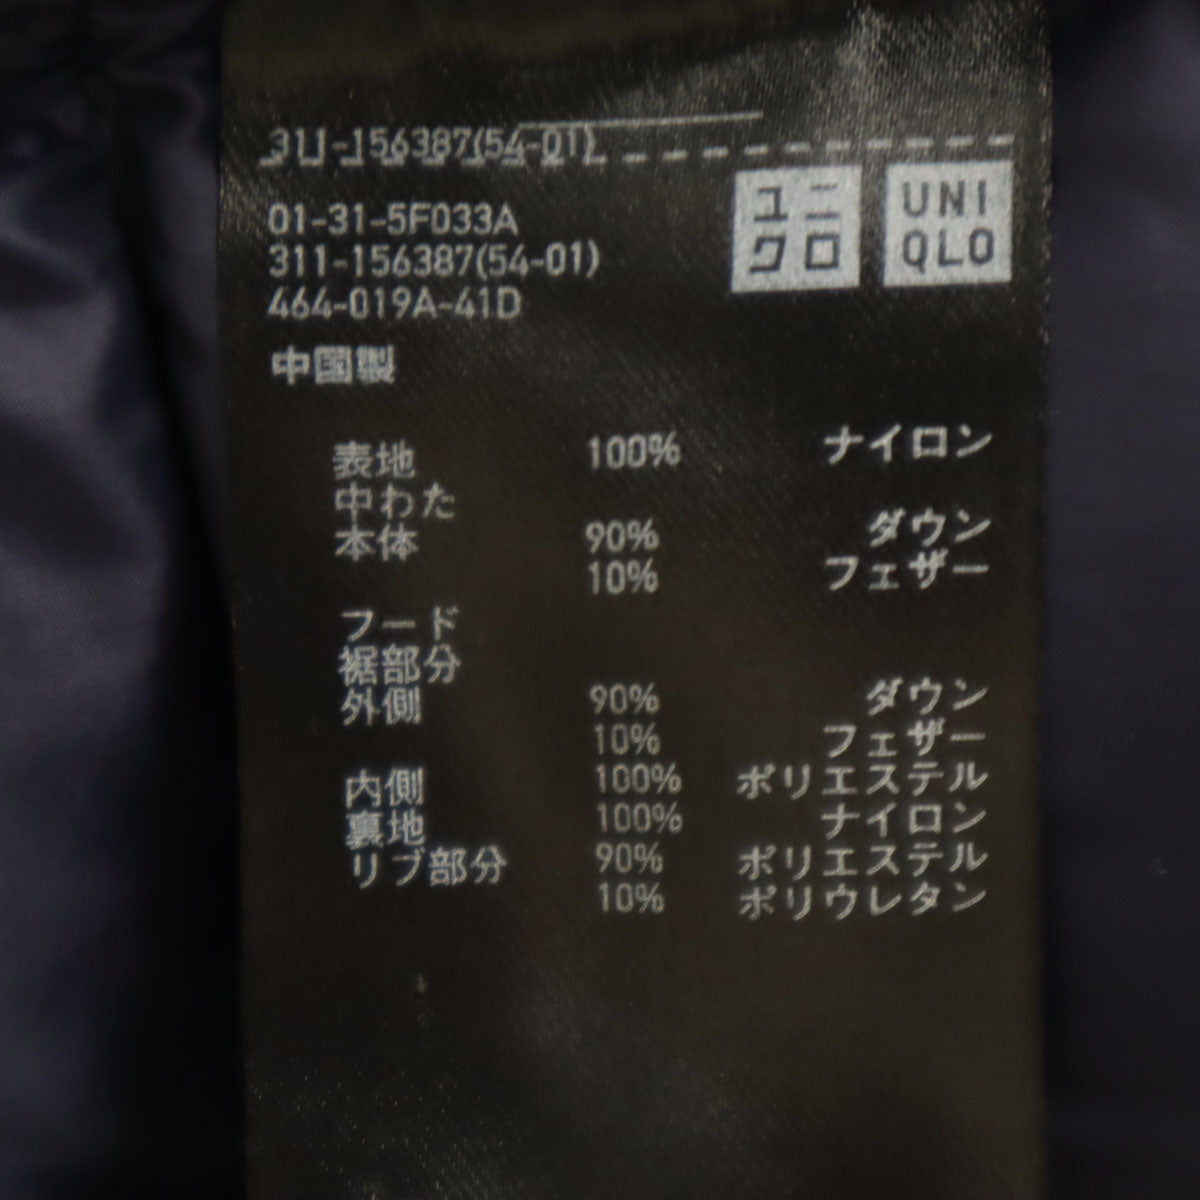 311-156387(54-01)
ユニ
クロ
UNI
QLO
01-31-5F033A
311-156387(54-01)
464-019A-41D
中国製
表地 100% ナイロン
中わた
本体 90% ダウン
10% フェザー
フード
裾部分
外側 90% ダウン
10% フェザー
内側 100% ポリエステル
裏地 100% ナイロン
リブ部分 90% ポリエステル
10% ポリウレタン